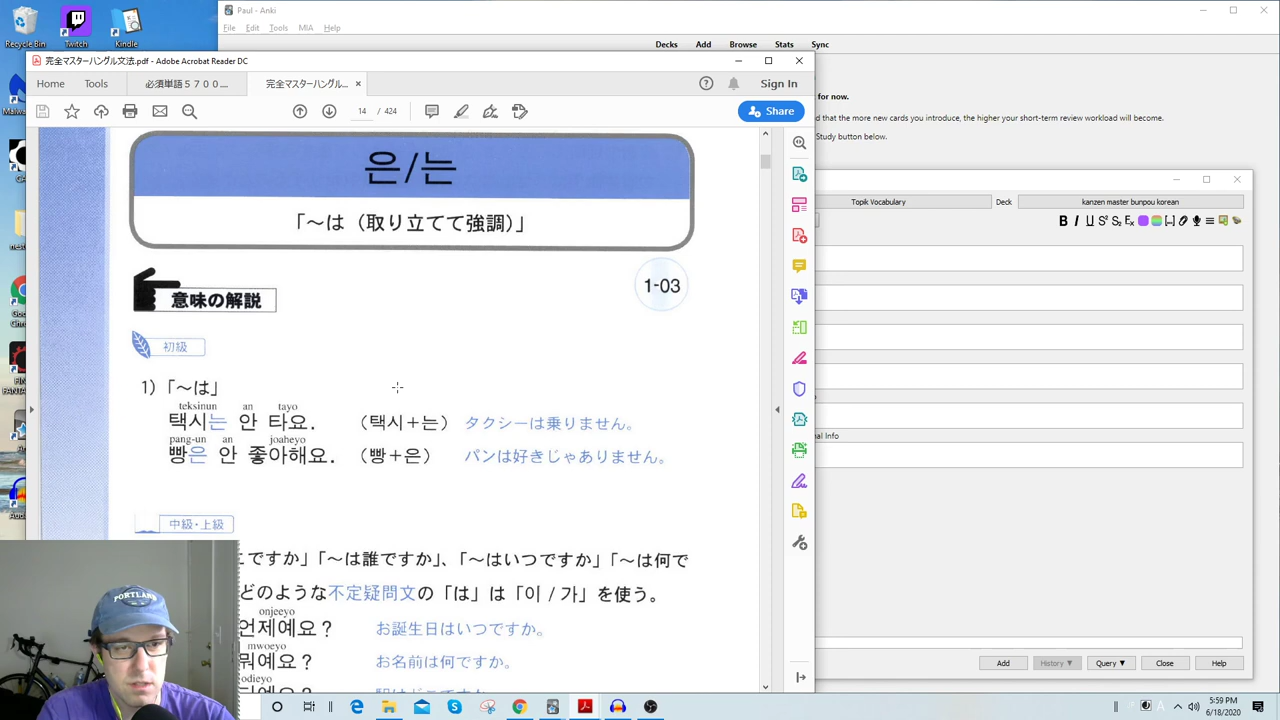 Recycle Bin
Twitch
Kindle
Paul - Anki
File Edit Tools MIA Help
Decks Add Browse Stats Sync
完全マスターハングル文法.pdf - Adobe Acrobat Reader DC
Home Tools 必須単語５７００... 完全マスターハングル... × Sign In
14 / 424 Share
for now.
d that the more new cards you introduce, the higher your short-term review workload will become.
Study button below.
Topik Vocabulary Deck kanzen master bunpou korean
nal Info
은/는
「～は（取り立てて強調）」
1-03
意味の解説
初級
1)「～は」
teksinun an tayo
택시는 안 타요. （택시＋는） タクシーは乗りません。
pang-un an joaheyo
빵은 안 좋아해요. （빵＋은） パンは好きじゃありません。
中級・上級
こですか」「～は誰ですか」、「～はいつですか」「～は何で
どのような不定疑問文の「は」は「이 / 가」を使う。
onjeeyo
언제예요？ お誕生日はいつですか。
mwoeyo
뭐예요？ お名前は何ですか。
odieyo
PORTLAND
Add History ▼ Query ▼ Close Help
5:59 PM
6/18/2020